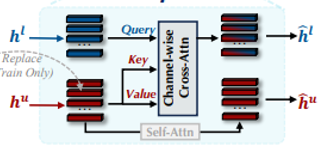 h^l
Query
ĥ^l
Replace
Train Only)
Key
Channel-wise
Cross-Attn
h^u
Value
ĥ^u
Self-Attn